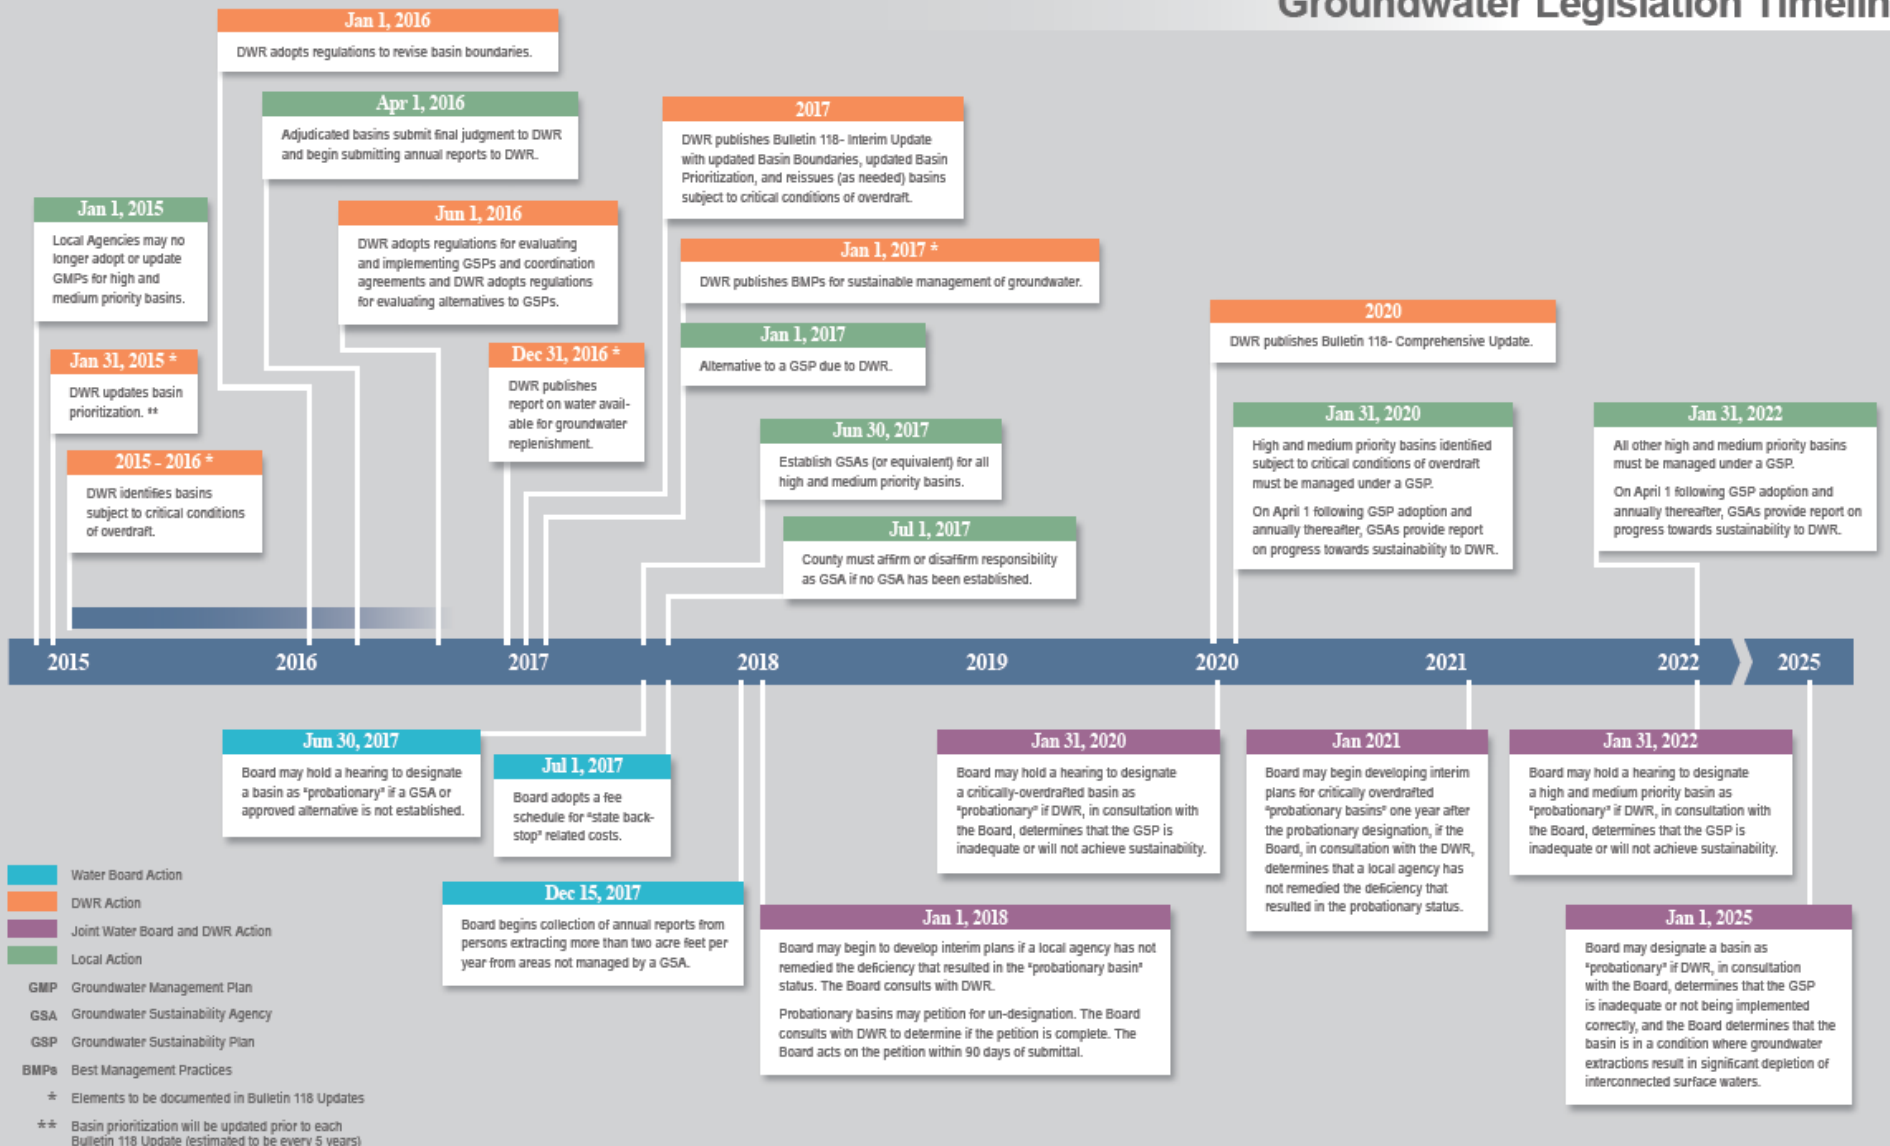 Groundwater Legislation
Jan 1, 2016
DWR adopts regulations to revise basin boundaries.
Apr 1, 2016
Adjudicated basins submit final judgment to DWR
and begin submitting annual reports to DWR.
2017
DWR publishes Bulletin 118- Interim Update
with updated Basin Boundaries, updated Basin
Prioritization, and reissues (as needed) basins
subject to critical conditions of overdraft.
Jan 1, 2015
Local Agencies may no
longer adopt or update
GMPs for high and
medium priority basins.
Jun 1, 2016
DWR adopts regulations for evaluating
and implementing GSPs and coordination
agreements and DWR adopts regulations
for evaluating alternatives to GSPs.
Jan 1, 2017 *
DWR publishes BMPs for sustainable management of groundwater.
Jan 31, 2015 *
DWR updates basin
prioritization. **
Dec 31, 2016 *
DWR publishes
report on water avail-
able for groundwater
replenishment.
Jan 1, 2017
Alternative to a GSP due to DWR.
2020
DWR publishes Bulletin 118- Comprehensive Update.
2015 - 2016 *
DWR identifies basins
subject to critical conditions
of overdraft.
Jun 30, 2017
Establish GSAs (or equivalent) for all
high and medium priority basins.
Jan 31, 2020
High and medium priority basins identified
subject to critical conditions of overdraft
must be managed under a GSP.
On April 1 following GSP adoption and
annually thereafter, GSAs provide report
on progress towards sustainability to DWR.
Jan 31, 2022
All other high and medium priority basins
must be managed under a GSP.
On April 1 following GSP adoption and
annually thereafter, GSAs provide report on
progress towards sustainability to DWR.
Jul 1, 2017
County must affirm or disaffirm responsibility
as GSA if no GSA has been established.
2015 2016 2017 2018 2019 2020 2021 2022 2025
Jun 30, 2017
Board may hold a hearing to designate
a basin as "probationary" if a GSA or
approved alternative is not established.
Jul 1, 2017
Board adopts a fee
schedule for "state back-
stop" related costs.
Jan 31, 2020
Board may hold a hearing to designate
a critically-overdrafted basin as
"probationary" if DWR, in consultation with
the Board, determines that the GSP is
inadequate or will not achieve sustainability.
Jan 2021
Board may begin developing interim
plans for critically overdrafted
"probationary basins" one year after
the probationary designation, if the
Board, in consultation with the DWR,
determines that a local agency has
not remedied the deficiency that
resulted in the probationary status.
Jan 31, 2022
Board may hold a hearing to designate
a high and medium priority basin as
"probationary" if DWR, in consultation with
the Board, determines that the GSP is
inadequate or will not achieve sustainability.
Dec 15, 2017
Board begins collection of annual reports from
persons extracting more than two acre feet per
year from areas not managed by a GSA.
Jan 1, 2018
Board may begin to develop interim plans if a local agency has not
remedied the deficiency that resulted in the "probationary basin"
status. The Board consults with DWR.
Probationary basins may petition for un-designation. The Board
consults with DWR to determine if the petition is complete. The
Board acts on the petition within 90 days of submittal.
Jan 1, 2025
Board may designate a basin as
"probationary" if DWR, in consultation
with the Board, determines that the GSP
is inadequate or not being implemented
correctly, and the Board determines that the
basin is in a condition where groundwater
extractions result in significant depletion of
interconnected surface waters.
Water Board Action
DWR Action
Joint Water Board and DWR Action
Local Action
GMP Groundwater Management Plan
GSA Groundwater Sustainability Agency
GSP Groundwater Sustainability Plan
BMPs Best Management Practices
* Elements to be documented in Bulletin 118 Updates
** Basin prioritization will be updated prior to each
Bulletin 118 Update (estimated to be every 5 years)